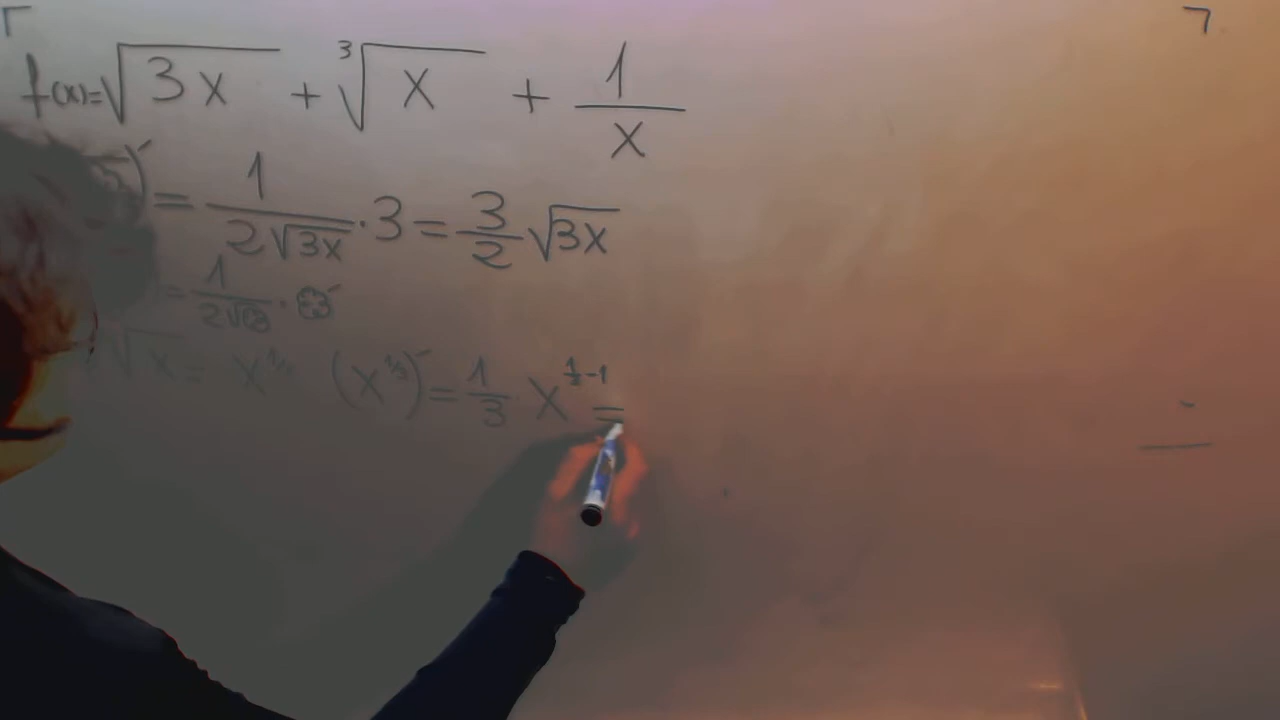 f(x)=√3x + ∛x + 1/x
)´ = 1/(2√3x) · 3 = 3/2 √3x
= 1/2√ · ´
√x = x (x^1/3)´ = 1/3 x^(1/3-1) =